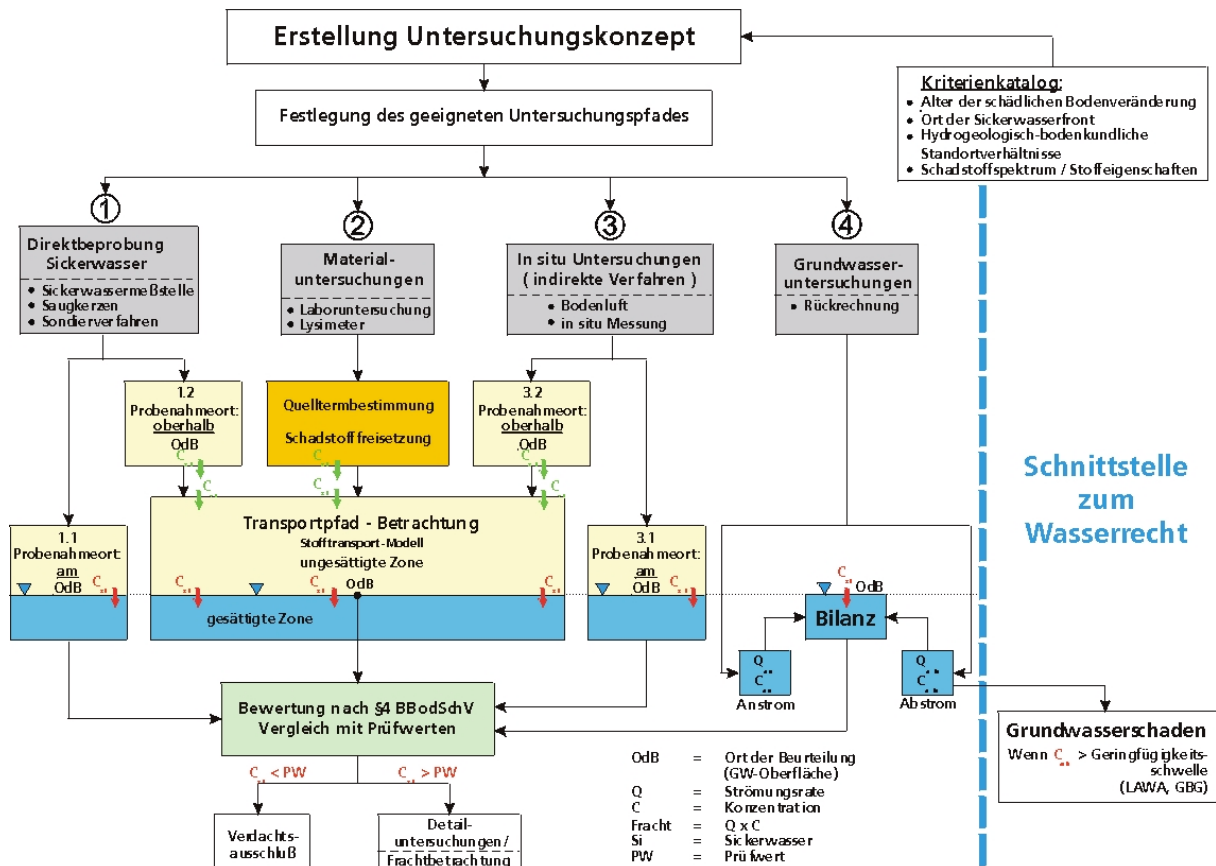 Erstellung Untersuchungskonzept
Kriterienkatalog:
• Alter der schädlichen Bodenveränderung
• Ort der Sickerwasserfront
• Hydrogeologisch-bodenkundliche
Standortverhältnisse
• Schadstoffspektrum / Stoffeigenschaften
Festlegung des geeigneten Untersuchungspfades
1
Direktbeprobung
Sickerwasser
• Sickerwassermeßstelle
• Saugkerzen
• Sondierverfahren
2
Material-
untersuchungen
• Laboruntersuchung
• Lysimeter
3
In situ Untersuchungen
( indirekte Verfahren )
• Bodenluft
• in situ Messung
4
Grundwasser-
untersuchungen
• Rückrechnung
1.2
Probenahmeort:
oberhalb
OdB
C
C
Quelltermbestimmung
Schadstofffreisetzung
C
C
3.2
Probenahmeort:
oberhalb
OdB
C
C
Schnittstelle
zum
Wasserrecht
1.1
Probenahmeort:
am
OdB
C
Transportpfad - Betrachtung
Stofftransport-Modell
ungesättigte Zone
C
C
OdB
C
gesättigte Zone
3.1
Probenahmeort:
am
OdB
C
C
OdB
Bilanz
Q
C
Anstrom
Q
C
Abstrom
Bewertung nach §4 BBodSchV
Vergleich mit Prüfwerten
C < PW
C > PW
Verdachts-
ausschluß
Detail-
untersuchungen /
Frachtbetrachtung
OdB = Ort der Beurteilung
(GW-Oberfläche)
Q = Strömungsrate
C = Konzentration
Fracht = Q x C
Si = Sickerwasser
PW = Prüfwert
Grundwasserschaden
Wenn C > Geringfügigkeits-
schwelle
(LAWA, GBG)